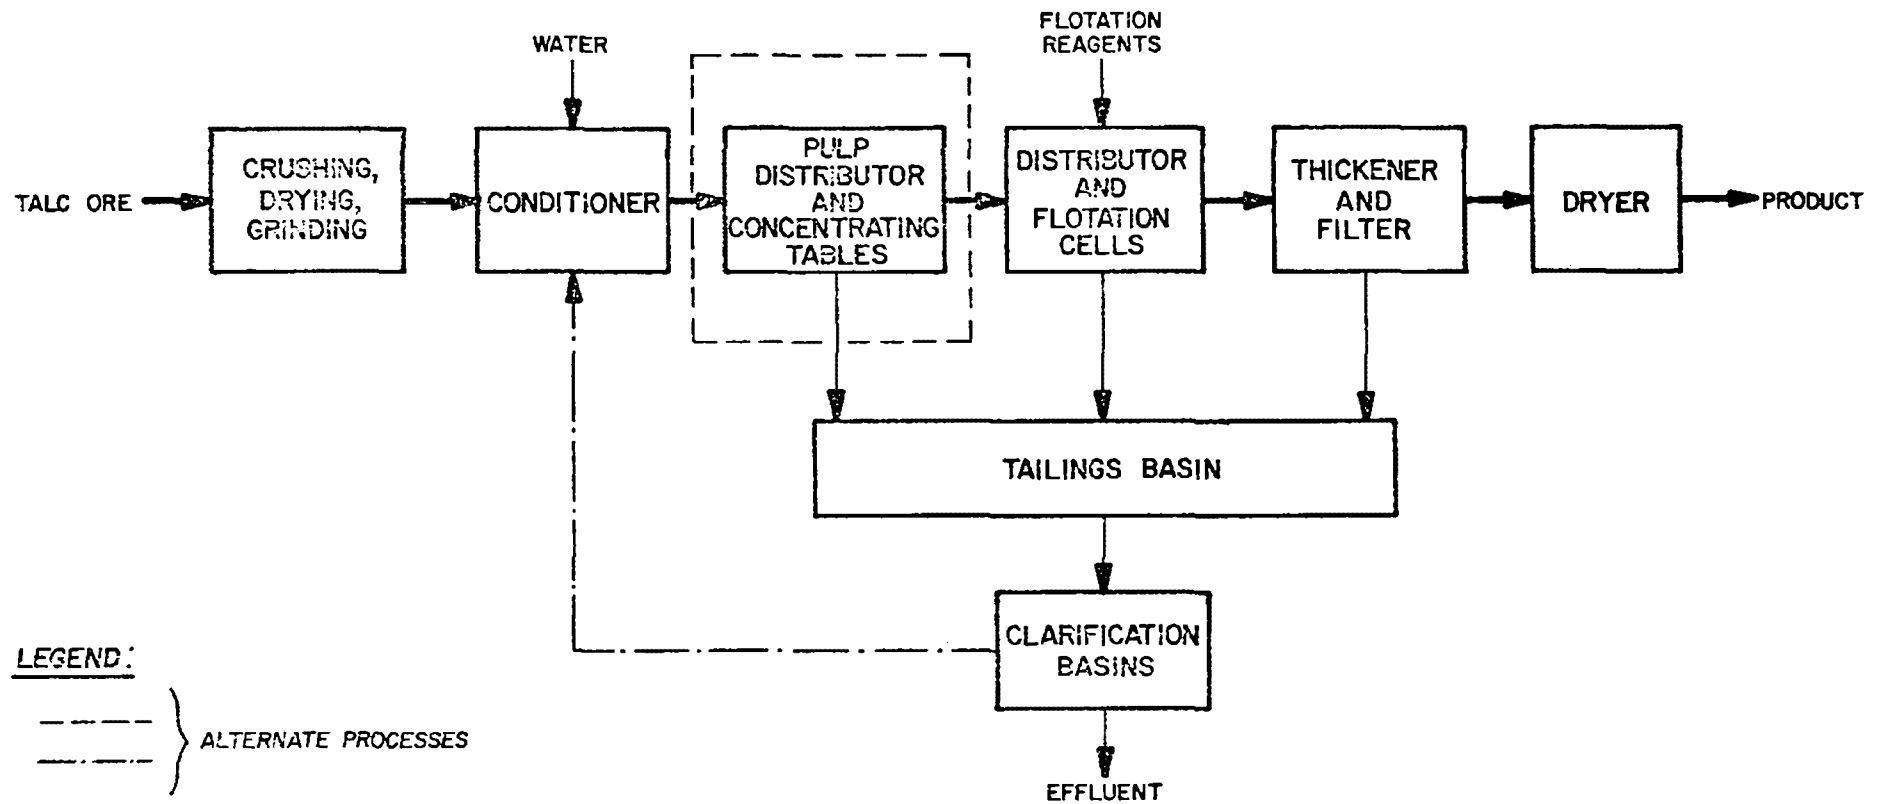 WATER
FLOTATION
REAGENTS
TALC ORE
CRUSHING,
DRYING,
GRINDING
CONDITIONER
PULP
DISTRIBUTOR
AND
CONCENTRATING
TABLES
DISTRIBUTOR
AND
FLOTATION
CELLS
THICKENER
AND
FILTER
DRYER
PRODUCT
TAILINGS BASIN
CLARIFICATION
BASINS
EFFLUENT
LEGEND:
ALTERNATE PROCESSES